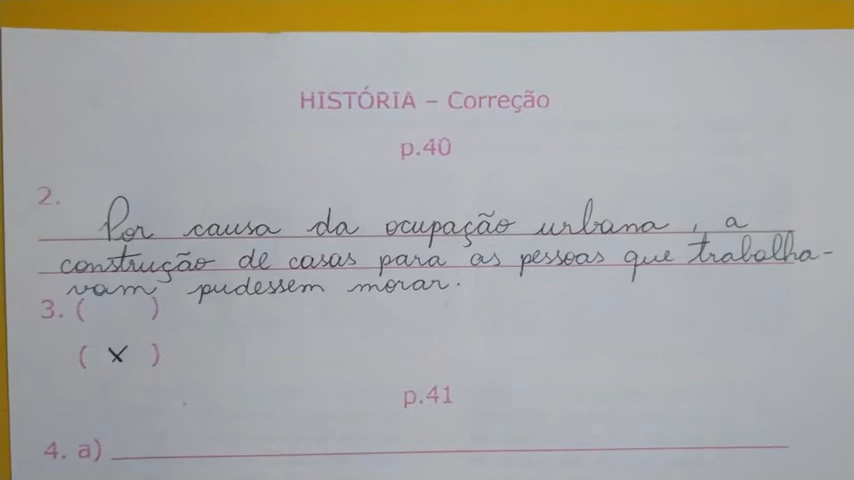 HISTÓRIA – Correção
p.40
2.
Por causa da ocupação urbana, a
construção de casas para as pessoas que trabalha-
vam pudessem morar.
3. ( )
( x )
p.41
4. a)